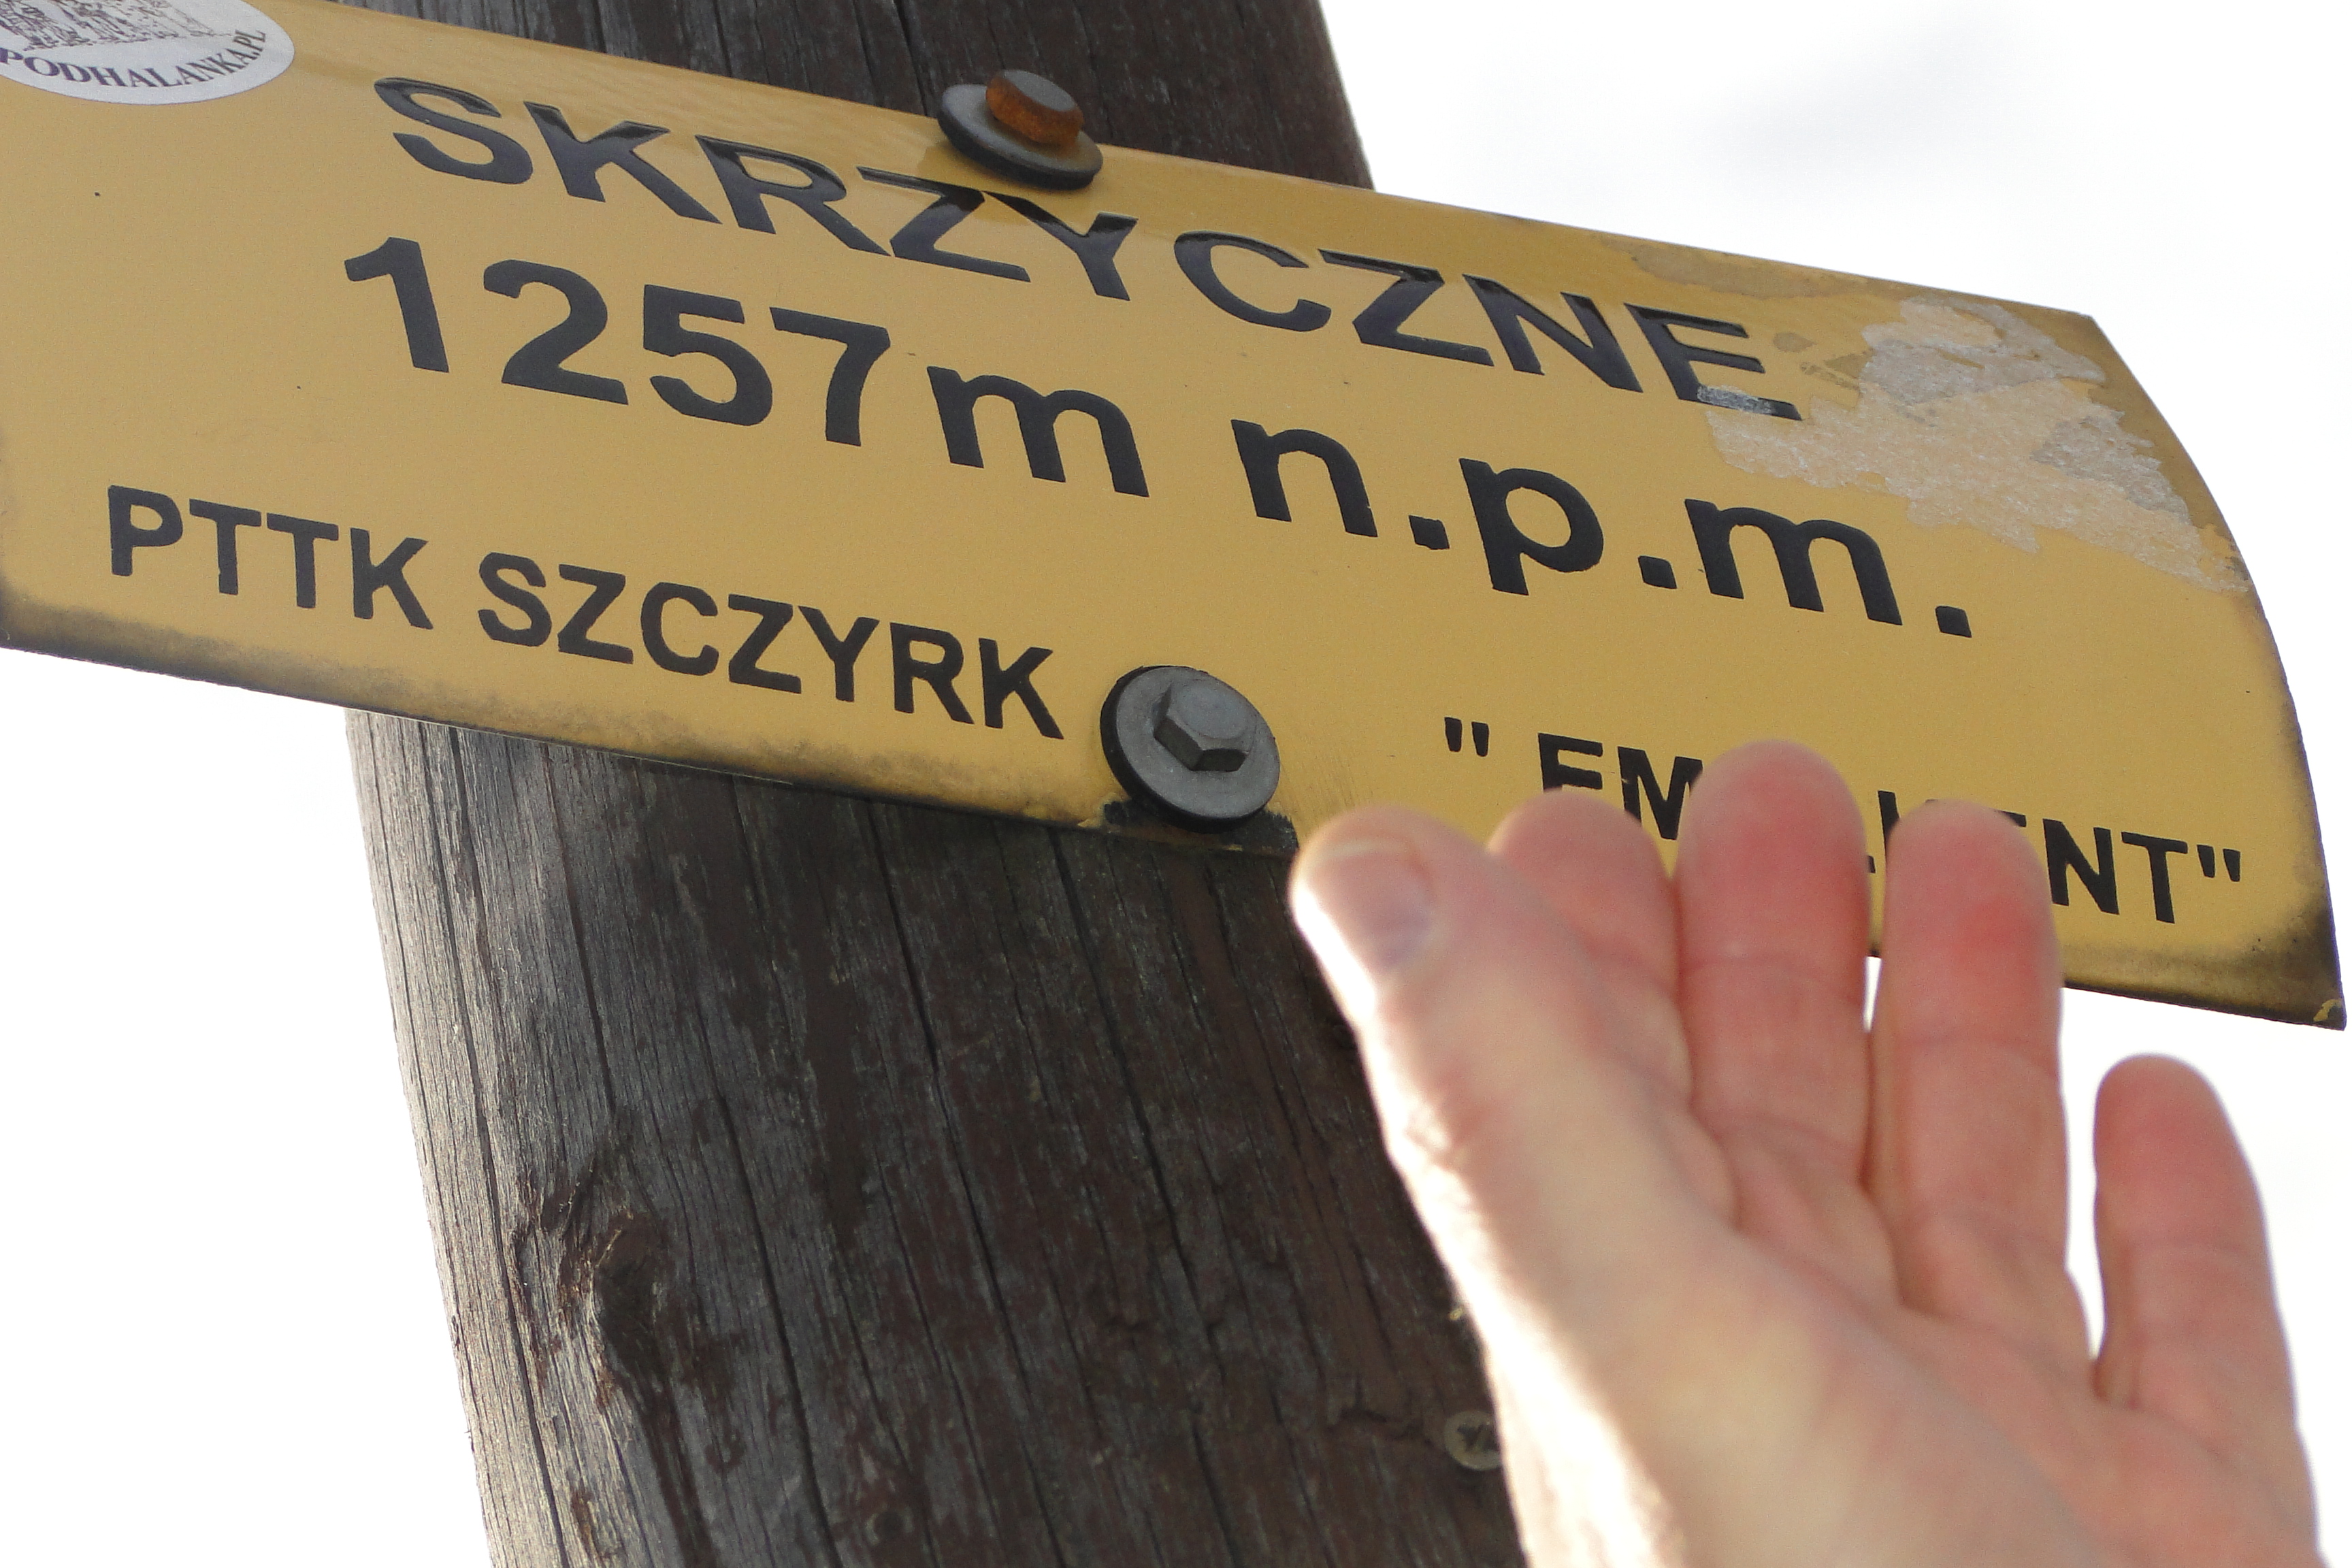 PODHALANKA.PL
SKRZYCZNE
1257m n.p.m.
PTTK SZCZYRK